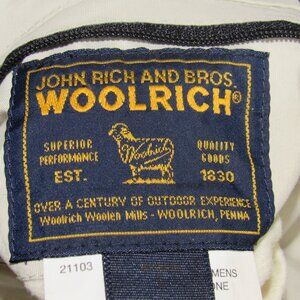 JOHN RICH AND BROS.
WOOLRICH®
SUPERIOR PERFORMANCE
Woolrich
QUALITY GOODS
EST. 1830
OVER A CENTURY OF OUTDOOR EXPERIENCE
Woolrich Woolen Mills - WOOLRICH, PENNA
21103